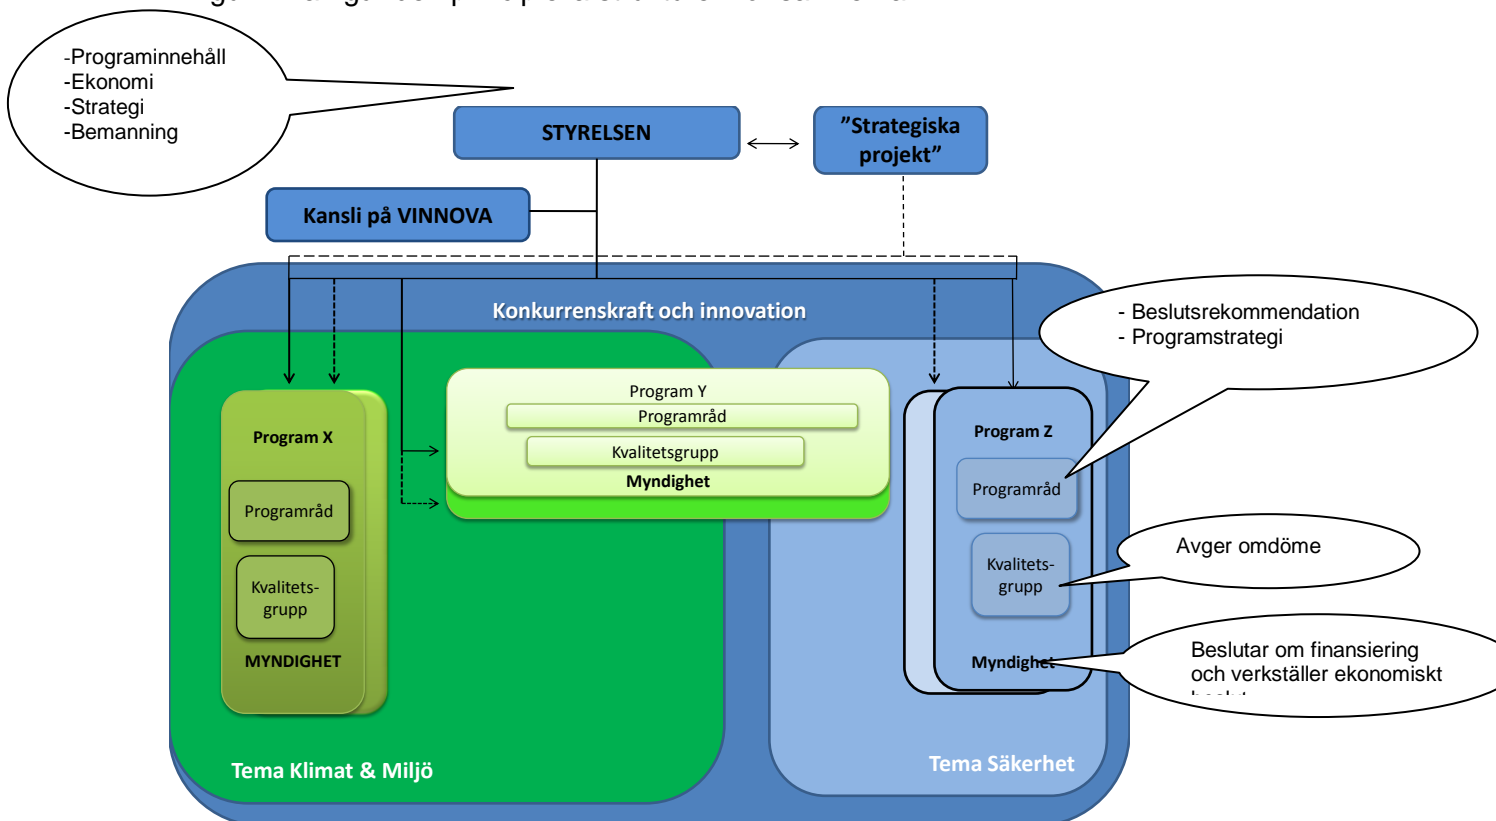 -Programinnehåll
-Ekonomi
-Strategi
-Bemanning
STYRELSEN
”Strategiska
projekt”
Kansli på VINNOVA
Konkurrenskraft och innovation
- Beslutsrekommendation
- Programstrategi
Program X
Programråd
Kvalitets-
grupp
MYNDIGHET
Program Y
Programråd
Kvalitetsgrupp
Myndighet
Program Z
Programråd
Kvalitets-
grupp
Myndighet
Avger omdöme
Beslutar om finansiering
och verkställer ekonomiskt
Tema Klimat & Miljö
Tema Säkerhet